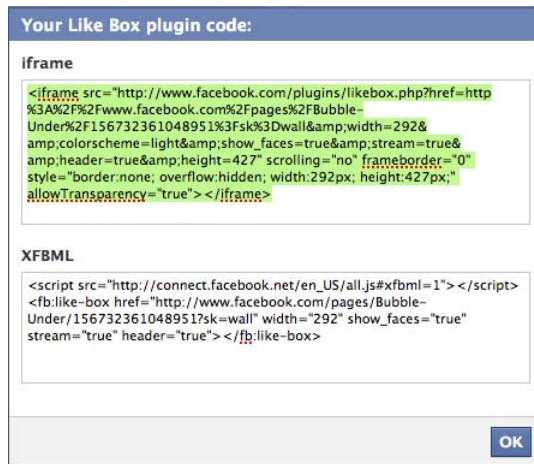 Your Like Box plugin code:
iframe
<iframe src="http://www.facebook.com/plugins/likebox.php?href=http
%3A%2F%2Fwww.facebook.com%2Fpages%2FBubble-
Under%2F156732361048951%3Fsk%3Dwall&amp;width=292&
amp;colorscheme=light&amp;show_faces=true&amp;stream=true&
amp;header=true&amp;height=427" scrolling="no" frameborder="0"
style="border:none; overflow:hidden; width:292px; height:427px;"
allowTransparency="true"></iframe>
XFBML
<script src="http://connect.facebook.net/en_US/all.js#xfbml=1"></script>
<fb:like-box href="http://www.facebook.com/pages/Bubble-
Under/156732361048951?sk=wall" width="292" show_faces="true"
stream="true" header="true"></fb:like-box>
OK